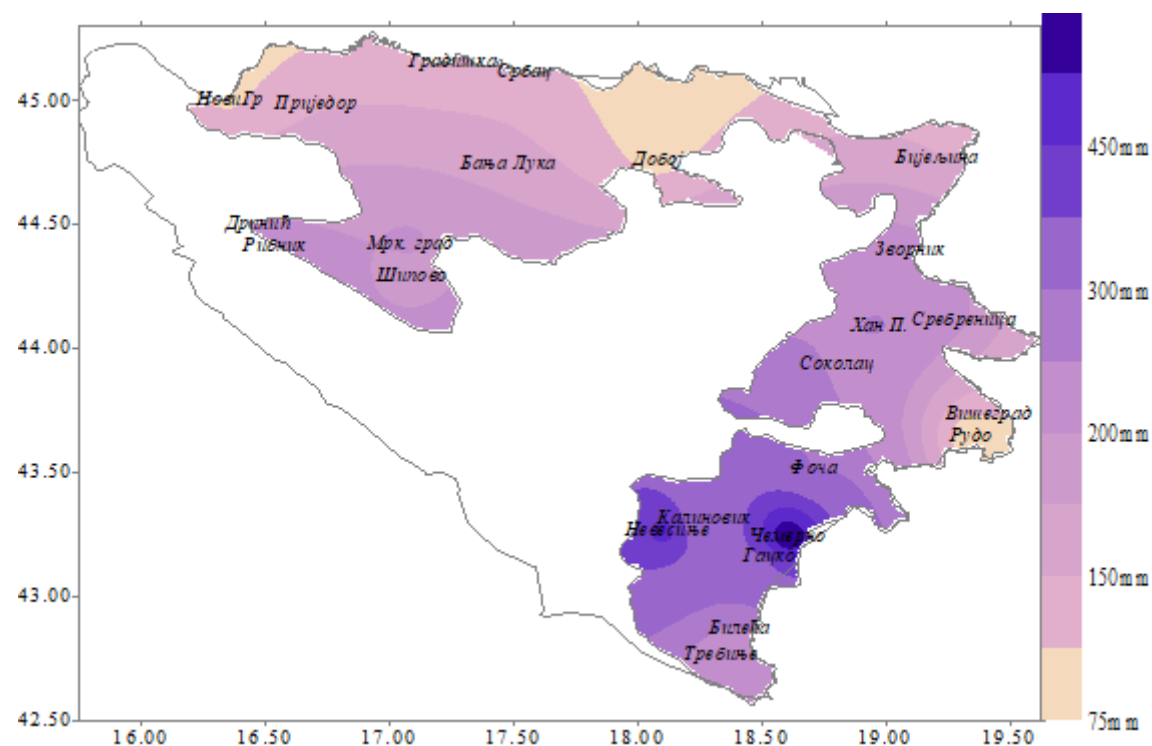 45.00
44.50
44.00
43.50
43.00
42.50
16.00 16.50 17.00 17.50 18.00 18.50 19.00 19.50
Градишка
Србац
Нови Гр
Приједор
Бања Лука
Добој
Бијељина
Дринић
Рибник
Мрк. град
Шипово
Зворник
Хан П.
Сребреница
Соколац
Вишеград
Рудо
Фоча
Калиновик
Невесиње
Чемерно
Гацко
Билећа
Требиње
450mm
300mm
200mm
150mm
75mm